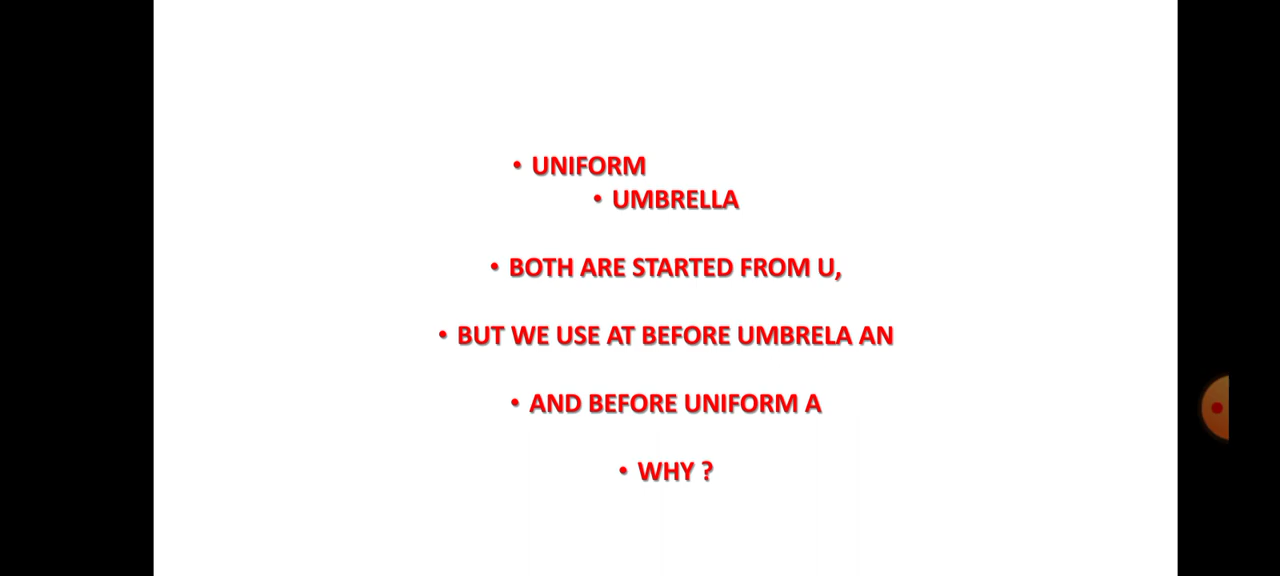 • UNIFORM
• UMBRELLA
• BOTH ARE STARTED FROM U,
• BUT WE USE AT BEFORE UMBRELA AN
• AND BEFORE UNIFORM A
• WHY ?